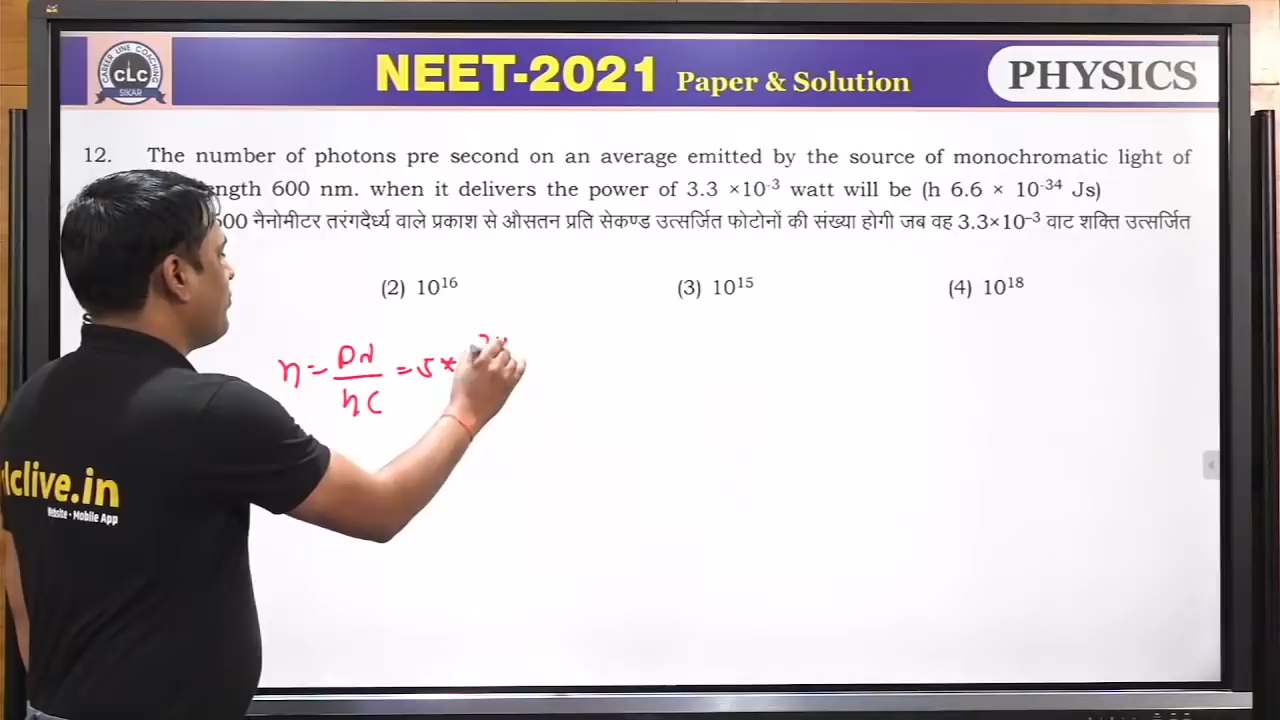 CAREER LINE COACHING
CLC
SIKAR
NEET-2021 Paper & Solution
PHYSICS
12. The number of photons pre second on an average emitted by the source of monochromatic light of
ength 600 nm. when it delivers the power of 3.3 ×10⁻³ watt will be (h 6.6 × 10⁻³⁴ Js)
600 नैनोमीटर तरंगदैर्ध्य वाले प्रकाश से औसतन प्रति सेकण्ड उत्सर्जित फोटोनों की संख्या होगी जब वह 3.3×10⁻³ वाट शक्ति उत्सर्जित
(2) 10¹⁶ (3) 10¹⁵ (4) 10¹⁸
= 5 *
hc
clclive.in
Website - Mobile App